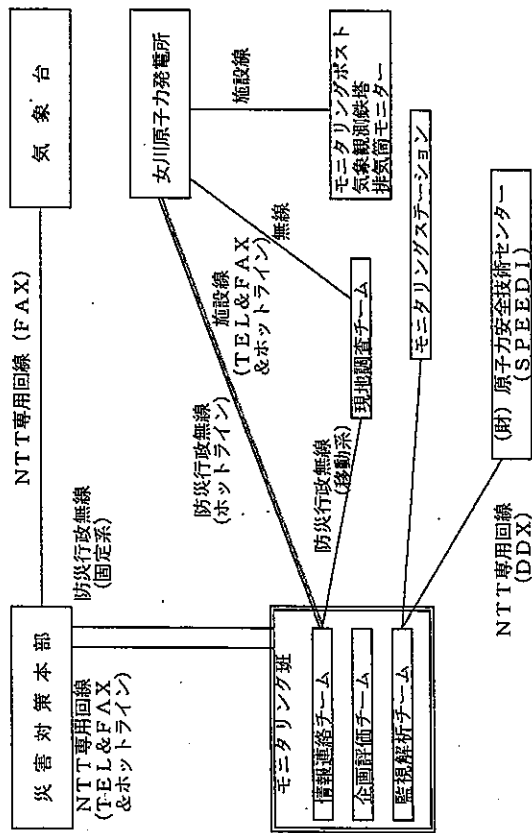 災害対策本部
NTT専用回線(FAX)
気象台
NTT専用回線
(TEL&FAX
&ホットライン)
防災行政無線
(固定系)
防災行政無線
(ホットライン)
施設線
(TEL&FAX
&ホットライン)
女川原子力発電所
施設線
無線
モニタリングポスト
気象観測鉄塔
排気筒モニター
モニタリング班
情報連絡チーム
企画評価チーム
監視解析チーム
防災行政無線
(移動系)
現地調査チーム
モニタリングステーション
NTT専用回線
(DDX)
(財)原子力安全技術センター
(SPEEDI)